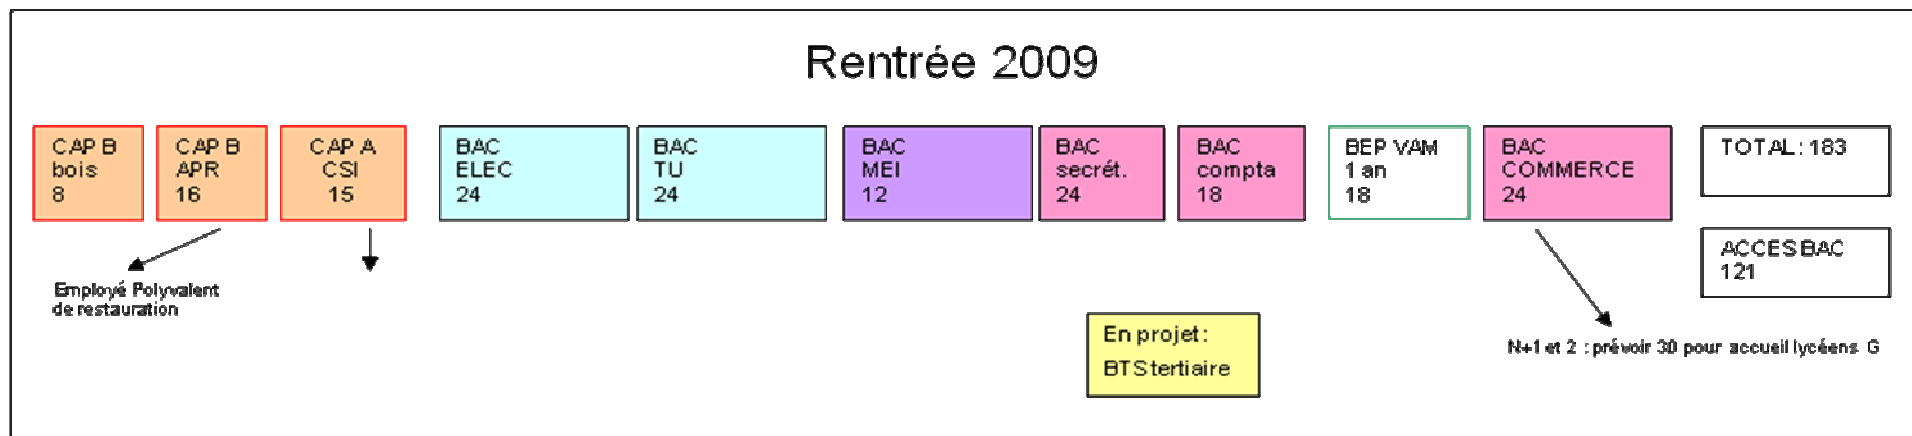 Rentrée 2009
CAP B
bois
8
CAP B
APR
16
CAP A
CSI
15
BAC
ELEC
24
BAC
TU
24
BAC
MEI
12
BAC
secrét.
24
BAC
compta
18
BEP VAM
1 an
18
BAC
COMMERCE
24
TOTAL : 183
ACCES BAC
121
Employé Polyvalent
de restauration
En projet :
BTS tertiaire
N+1 et 2 : prévoir 30 pour accueil lycéens G